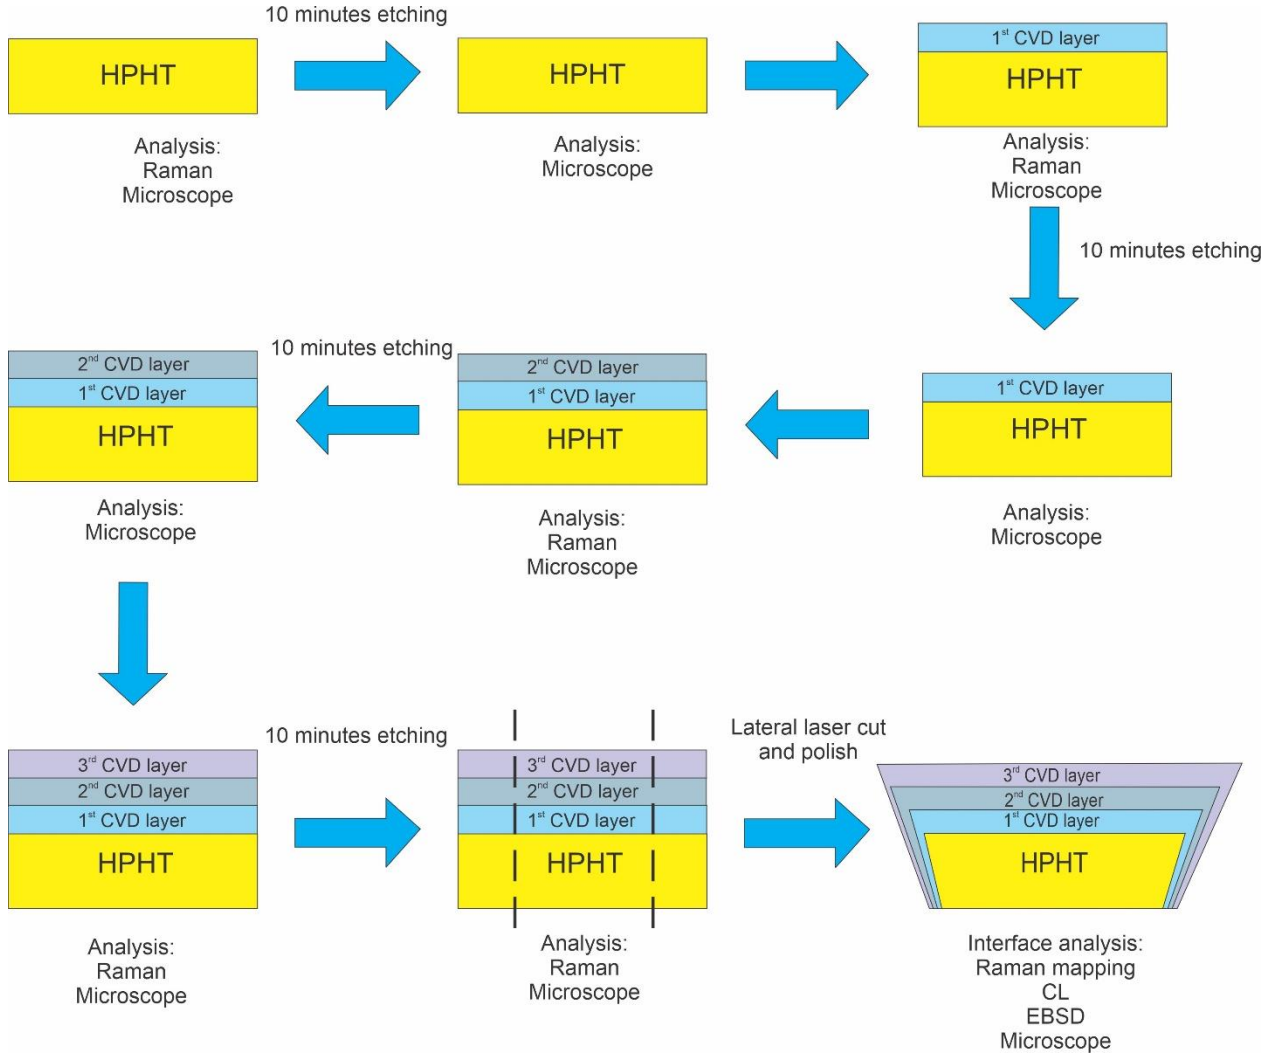 10 minutes etching
HPHT
Analysis:
Raman
Microscope
HPHT
Analysis:
Microscope
1st CVD layer
HPHT
Analysis:
Raman
Microscope
10 minutes etching
1st CVD layer
HPHT
Analysis:
Microscope
2nd CVD layer
1st CVD layer
HPHT
Analysis:
Raman
Microscope
10 minutes etching
2nd CVD layer
1st CVD layer
HPHT
Analysis:
Microscope
3rd CVD layer
2nd CVD layer
1st CVD layer
HPHT
Analysis:
Raman
Microscope
10 minutes etching
3rd CVD layer
2nd CVD layer
1st CVD layer
HPHT
Analysis:
Raman
Microscope
Lateral laser cut
and polish
3rd CVD layer
2nd CVD layer
1st CVD layer
HPHT
Interface analysis:
Raman mapping
CL
EBSD
Microscope